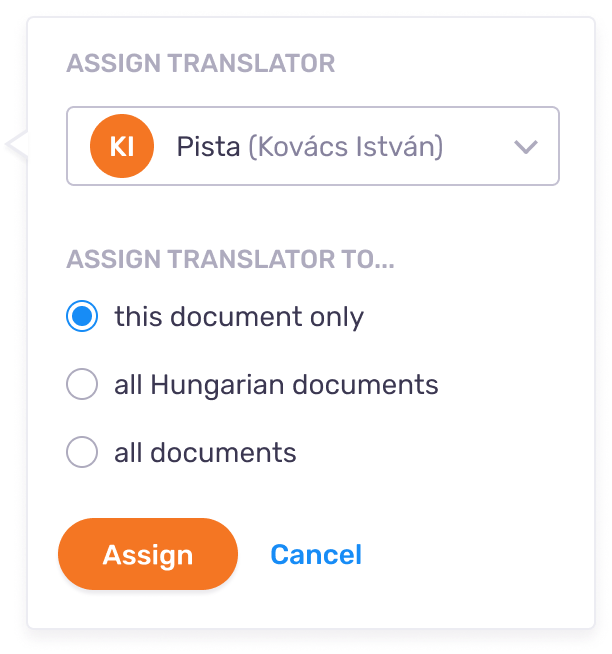 ASSIGN TRANSLATOR
KI Pista (Kovács István)
ASSIGN TRANSLATOR TO...
this document only
all Hungarian documents
all documents
Assign Cancel